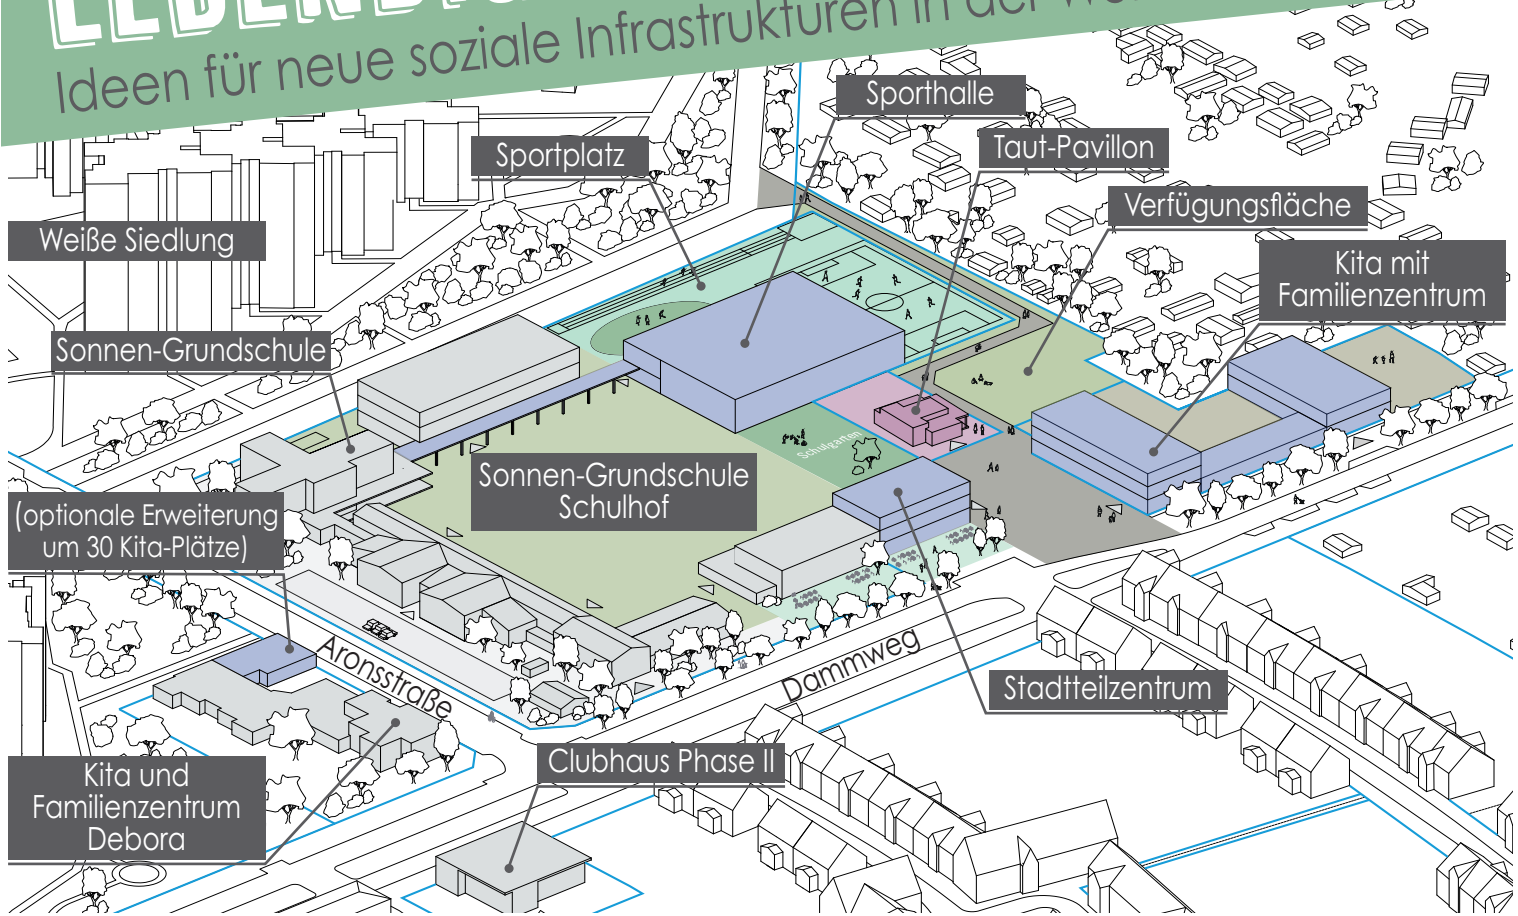 Ideen für neue soziale Infrastrukturen in der
Sporthalle
Sportplatz
Taut-Pavillon
Verfügungsfläche
Weiße Siedlung
Kita mit
Familienzentrum
Sonnen-Grundschule
Schulgarten
Sonnen-Grundschule
Schulhof
(optionale Erweiterung
um 30 Kita-Plätze)
Aronsstraße
Dammweg
Stadtteilzentrum
Clubhaus Phase II
Kita und
Familienzentrum
Debora